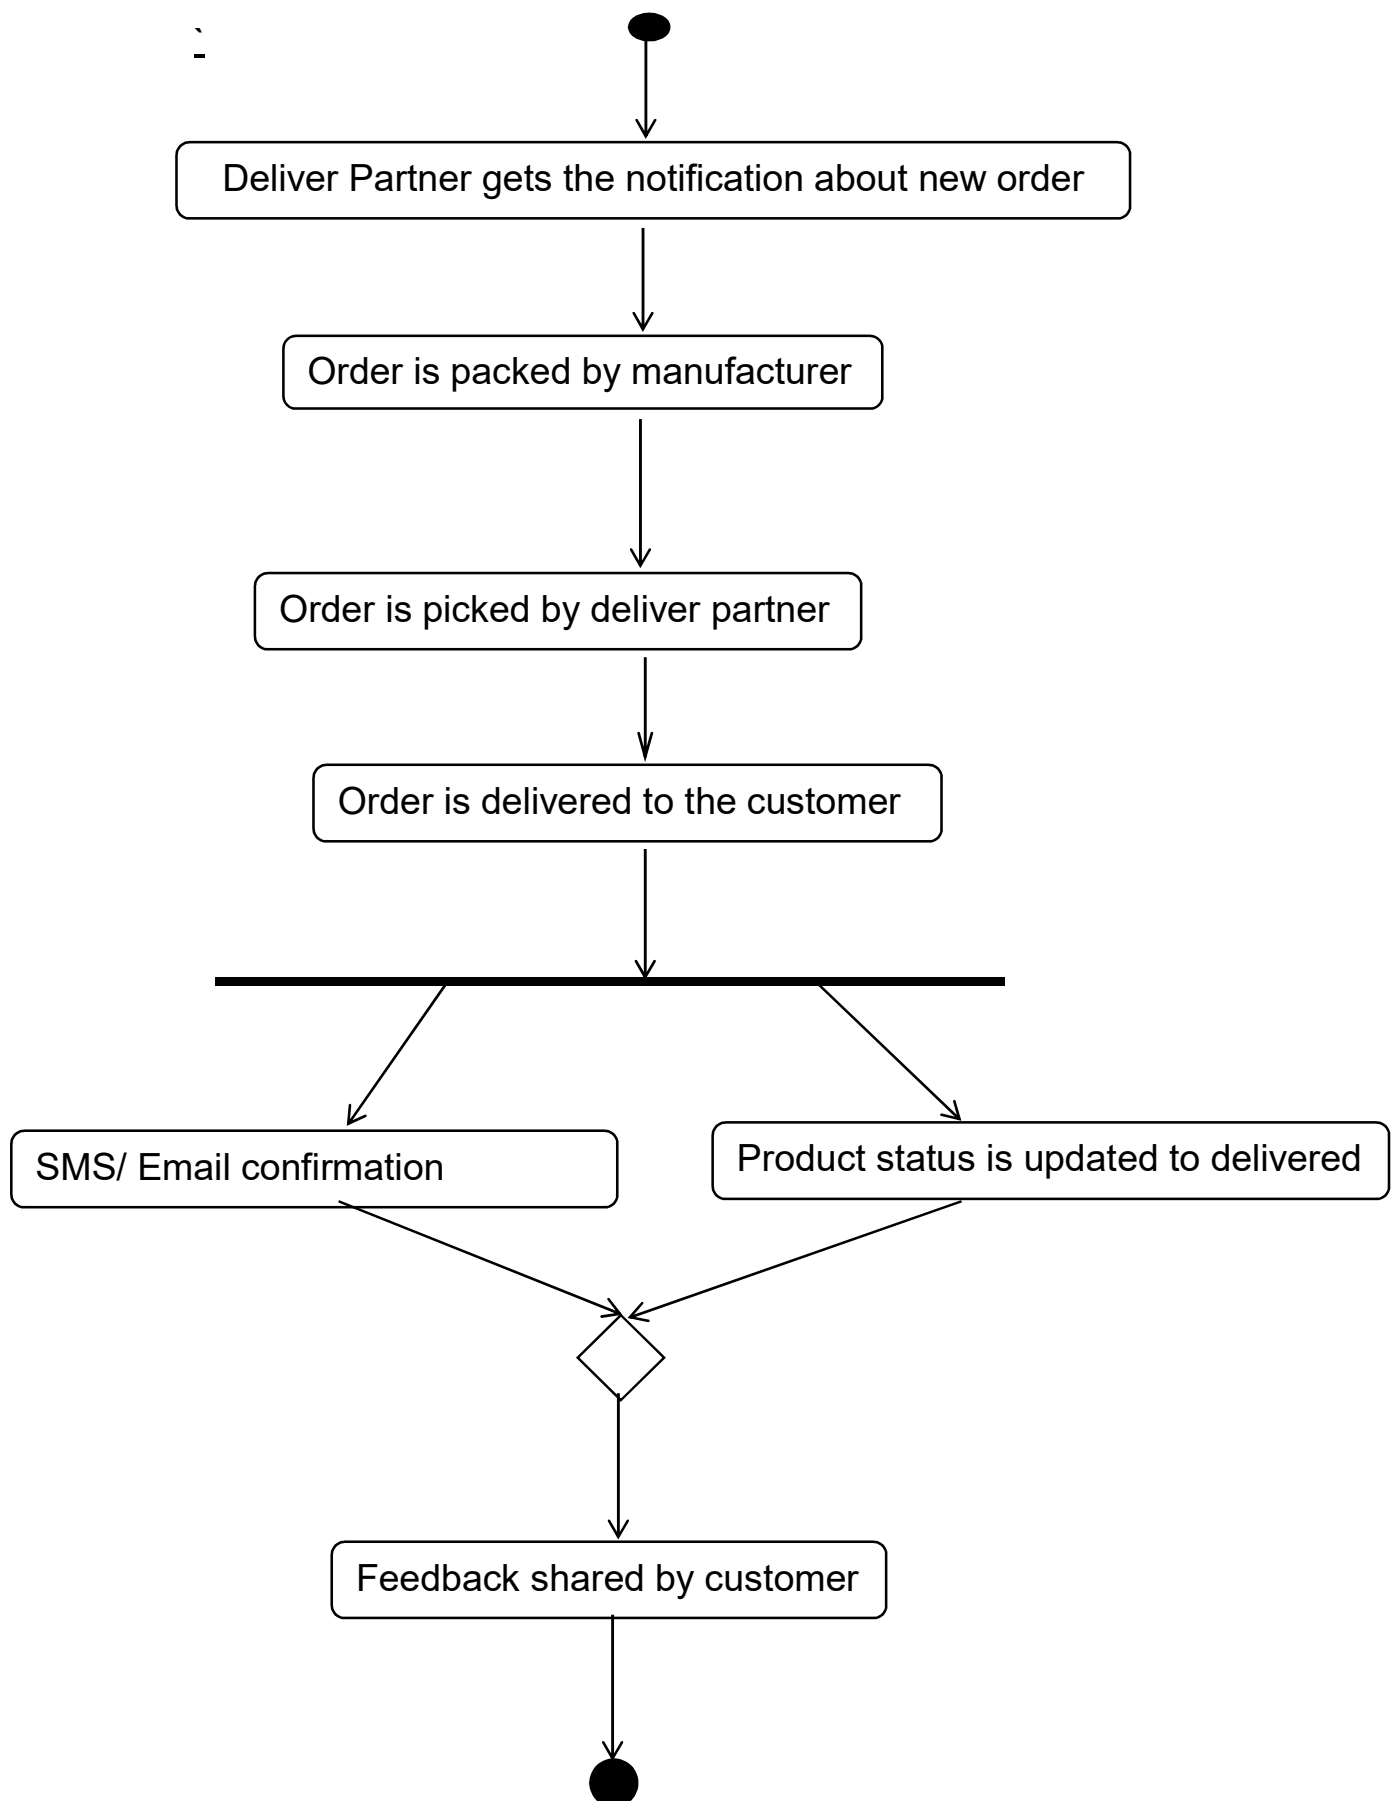 `
Deliver Partner gets the notification about new order
Order is packed by manufacturer
Order is picked by deliver partner
Order is delivered to the customer
SMS/ Email confirmation
Product status is updated to delivered
Feedback shared by customer